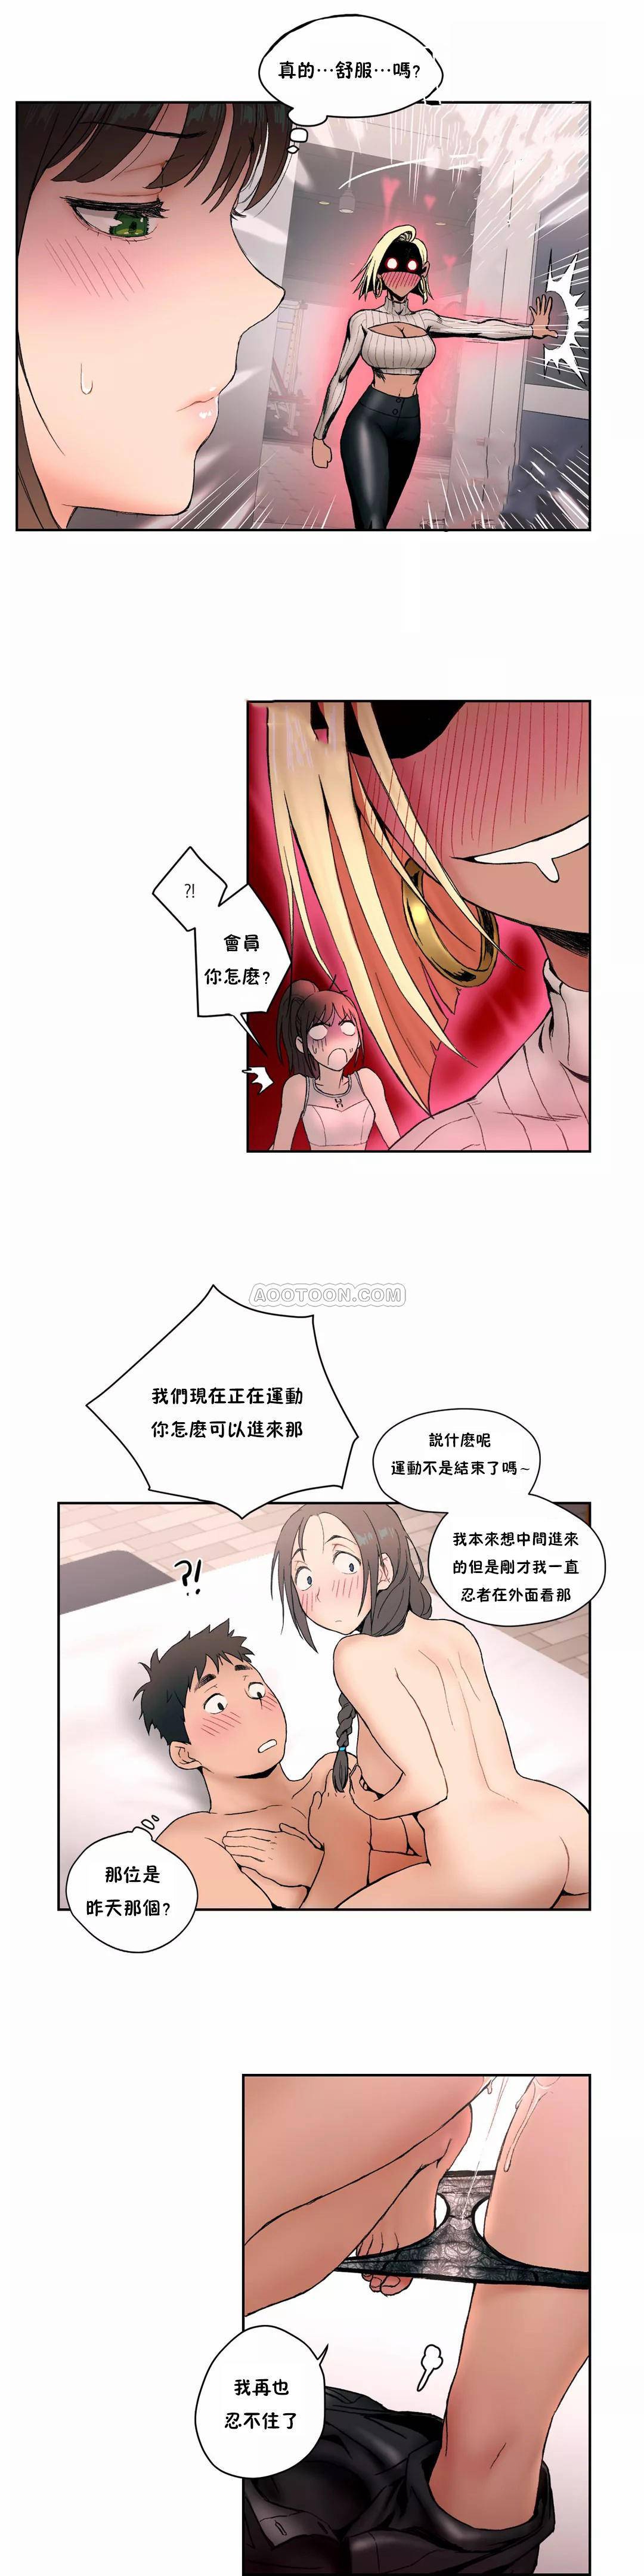 真的…舒服…嗎?
?!
會員
你怎麽?
AOOTOON.COM
我們現在正在運動
你怎麽可以進來那
説什麽呢
運動不是結束了嗎~
我本來想中間進來
的但是剛才我一直
忍者在外面看那
?!
那位是
昨天那個?
我再也
忍不住了